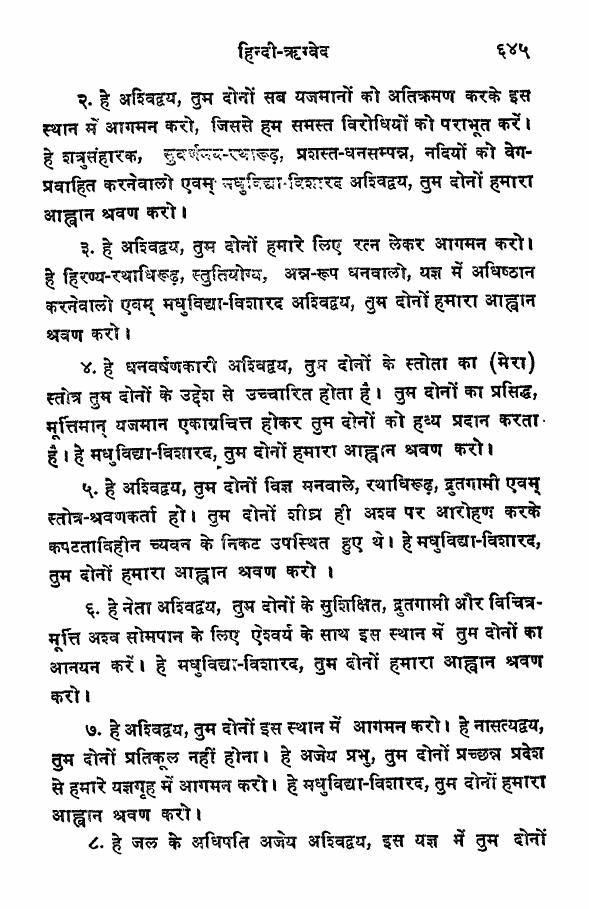 हिन्दी-ऋग्वेद ६४५
२. हे अश्विद्वय, तुम दोनों सब यजमानों को अतिक्रमण करके इस
स्थान में आगमन करो, जिससे हम समस्त विरोधियों को पराभूत करें।
हे शत्रुसंहारक, सुवर्णमय-रथारूढ़, प्रशस्त-धनसम्पन्न, नदियों को वेग-
प्रवाहित करनेवालो एवम् मधुविद्या-विशारद अश्विद्वय, तुम दोनों हमारा
आह्वान श्रवण करो।
३. हे अश्विद्वय, तुम दोनों हमारे लिए रत्न लेकर आगमन करो।
हे हिरण्य-रथाधिरूढ़, स्तुतियोग्य, अन्न-रूप धनवालो, यज्ञ में अधिष्ठान
करनेवालो एवम् मधुविद्या-विशारद अश्विद्वय, तुम दोनों हमारा आह्वान
श्रवण करो।
४. हे धनवर्षणकारी अश्विद्वय, तुम दोनों के स्तोता का (मेरा)
स्तोत्र तुम दोनों के उद्देश से उच्चारित होता है। तुम दोनों का प्रसिद्ध,
मूर्त्तिमान् यजमान एकाग्रचित्त होकर तुम दोनों को हव्य प्रदान करता
है। हे मधुविद्या-विशारद, तुम दोनों हमारा आह्वान श्रवण करो।
५. हे अश्विद्वय, तुम दोनों विज्ञ मनवाले, रथाधिरूढ़, द्रुतगामी एवम्
स्तोत्र-श्रवणकर्ता हो। तुम दोनों शीघ्र ही अश्व पर आरोहण करके
कपटताविहीन च्यवन के निकट उपस्थित हुए थे। हे मधुविद्या-विशारद,
तुम दोनों हमारा आह्वान श्रवण करो ।
६. हे नेता अश्विद्वय, तुम दोनों के सुशिक्षित, द्रुतगामी और विचित्र-
मूर्त्ति अश्व सोमपान के लिए ऐश्वर्य के साथ इस स्थान में तुम दोनों का
आनयन करें। हे मधुविद्या-विशारद, तुम दोनों हमारा आह्वान श्रवण
करो।
७. हे अश्विद्वय, तुम दोनों इस स्थान में आगमन करो। हे नासत्यद्वय,
तुम दोनों प्रतिकूल नहीं होना। हे अजेय प्रभु, तुम दोनों प्रच्छन्न प्रदेश
से हमारे यज्ञगृह में आगमन करो। हे मधुविद्या-विशारद, तुम दोनों हमारा
आह्वान श्रवण करो।
८. हे जल के अधिपति अजेय अश्विद्वय, इस यज्ञ में तुम दोनों